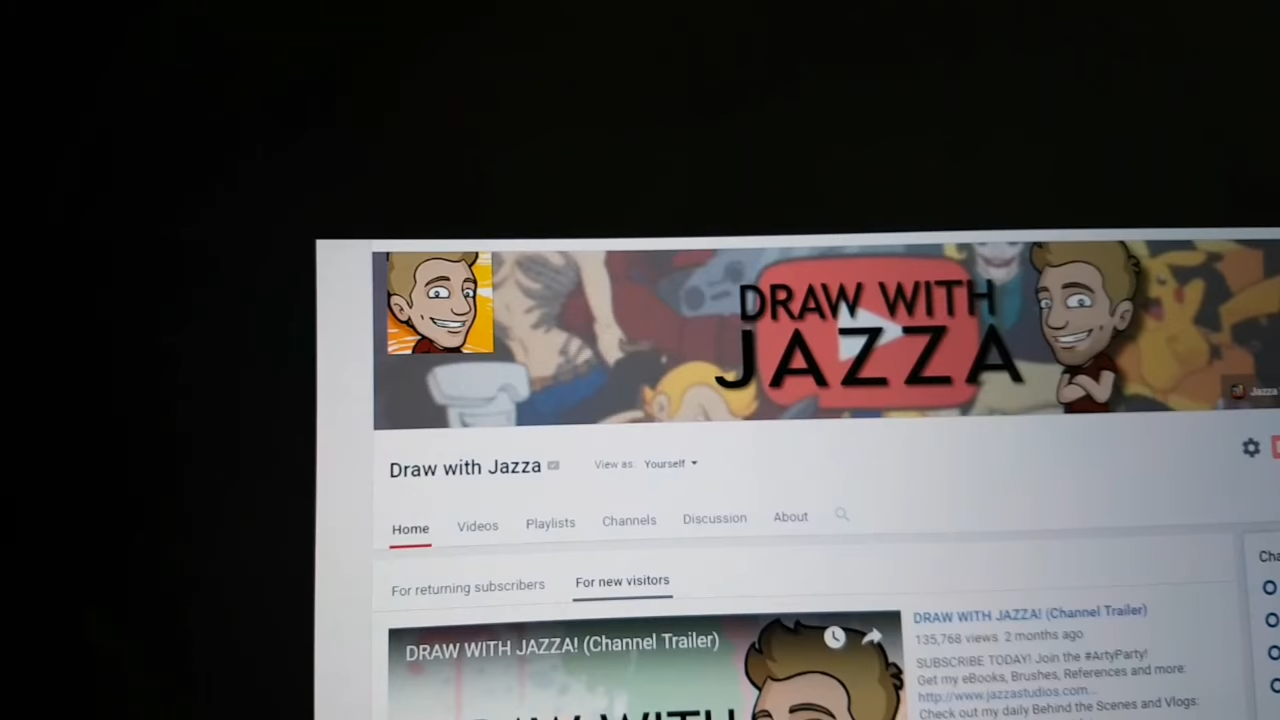 DRAW WITH
JAZZA
Jazza
Draw with Jazza
View as: Yourself
Home Videos Playlists Channels Discussion About
For returning subscribers For new visitors
DRAW WITH JAZZA! (Channel Trailer)
DRAW WITH JAZZA! (Channel Trailer)
135,768 views 2 months ago
SUBSCRIBE TODAY! Join the #ArtyParty!
Get my eBooks, Brushes, References and more:
http://www.jazzastudios.com...
Check out my daily Behind the Scenes and Vlogs: